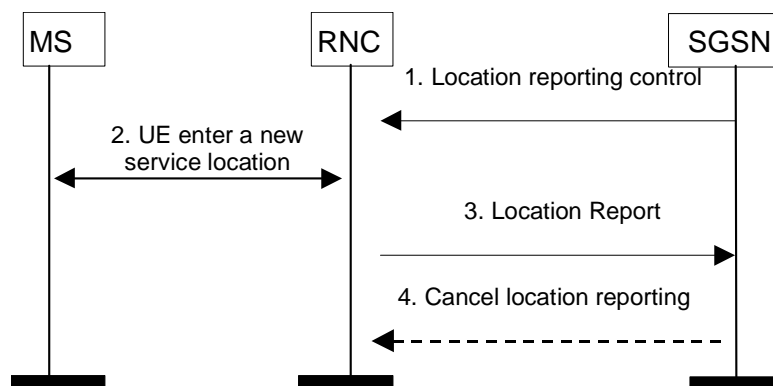 MS
RNC
SGSN
1. Location reporting control
2. UE enter a new
service location
3. Location Report
4. Cancel location reporting